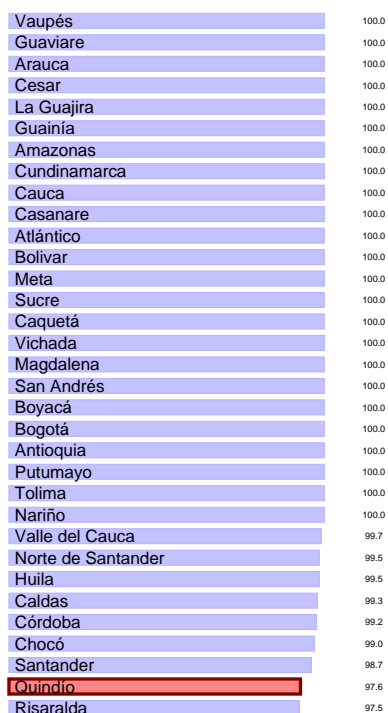 Vaupés 100.0
Guaviare 100.0
Arauca 100.0
Cesar 100.0
La Guajira 100.0
Guainía 100.0
Amazonas 100.0
Cundinamarca 100.0
Cauca 100.0
Casanare 100.0
Atlántico 100.0
Bolivar 100.0
Meta 100.0
Sucre 100.0
Caquetá 100.0
Vichada 100.0
Magdalena 100.0
San Andrés 100.0
Boyacá 100.0
Bogotá 100.0
Antioquia 100.0
Putumayo 100.0
Tolima 100.0
Nariño 100.0
Valle del Cauca 99.7
Norte de Santander 99.5
Huila 99.5
Caldas 99.3
Córdoba 99.2
Chocó 99.0
Santander 98.7
Quindío 97.6
Risaralda 97.5